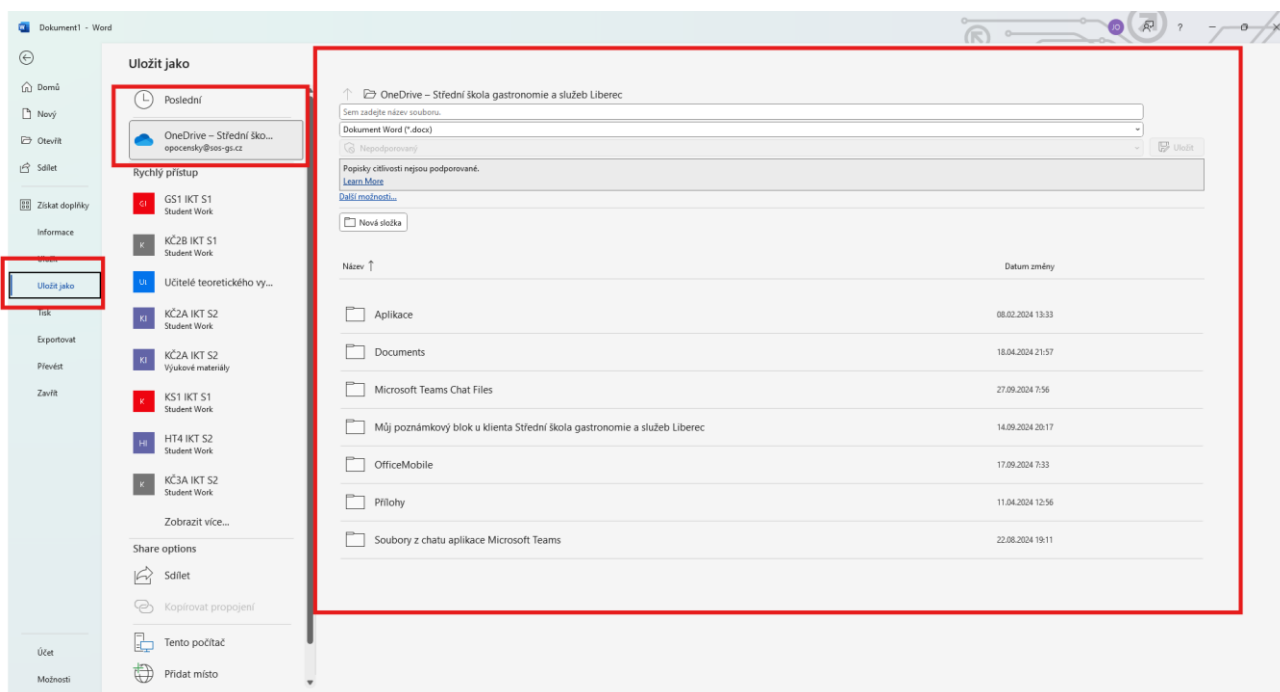 Dokument1 - Word
JO
?
Domů
Nový
Otevřít
Sdílet
Získat doplňky
Informace
Uložit
Uložit jako
Tisk
Exportovat
Převést
Zavřít
Účet
Možnosti
Uložit jako
Poslední
OneDrive – Střední ško...
opocensky@sos-gs.cz
Rychlý přístup
GI
GS1 IKT S1
Student Work
K
KČ2B IKT S1
Student Work
Ut
Učitelé teoretického vy...
KI
KČ2A IKT S2
Student Work
KI
KČ2A IKT S2
Výukové materiály
K
KS1 IKT S1
Student Work
HI
HT4 IKT S2
Student Work
K
KČ3A IKT S2
Student Work
Zobrazit více...
Share options
Sdílet
Kopírovat propojení
Tento počítač
Přidat místo
OneDrive – Střední škola gastronomie a služeb Liberec
Sem zadejte název souboru.
Dokument Word (*.docx)
Nepodporovaný
Uložit
Popisky citlivosti nejsou podporované.
Learn More
Další možnosti...
Nová složka
Název ↑ Datum změny
Aplikace 08.02.2024 13:33
Documents 18.04.2024 21:57
Microsoft Teams Chat Files 27.09.2024 7:56
Můj poznámkový blok u klienta Střední škola gastronomie a služeb Liberec 14.09.2024 20:17
OfficeMobile 17.09.2024 7:33
Přílohy 11.04.2024 12:56
Soubory z chatu aplikace Microsoft Teams 22.08.2024 19:11